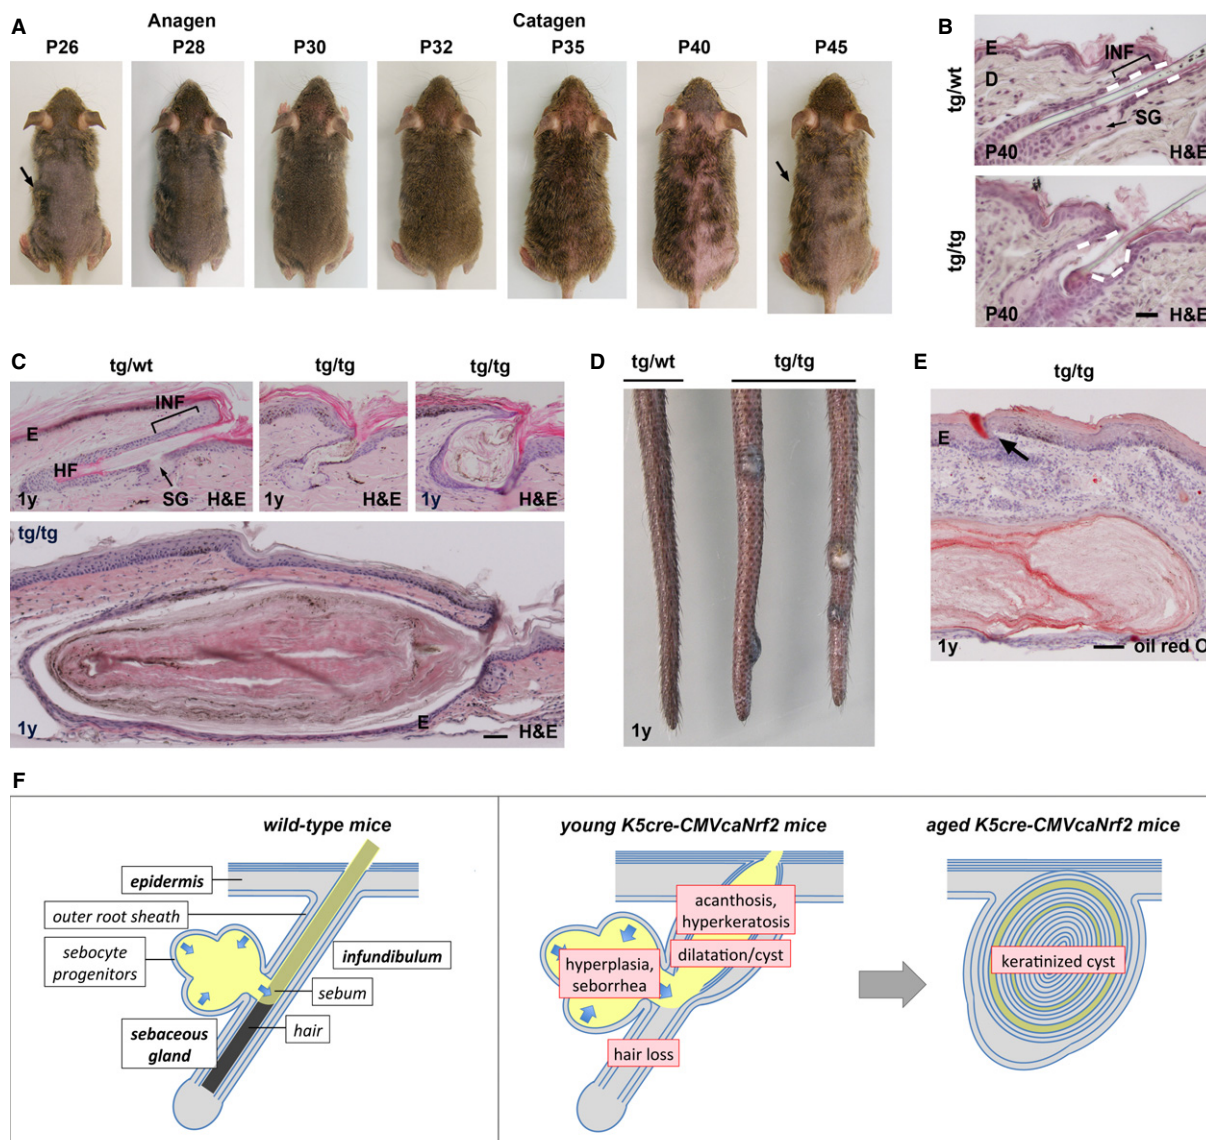 A
Anagen
Catagen
P26
P28
P30
P32
P35
P40
P45
B
tg/wt
E
INF
D
SG
P40
H&E
tg/tg
P40
H&E
C
tg/wt
tg/tg
tg/tg
INF
E
HF
SG
1y
H&E
1y
H&E
1y
H&E
tg/tg
E
1y
H&E
D
tg/wt
tg/tg
1y
E
tg/tg
E
1y
oil red O
F
wild-type mice
epidermis
outer root sheath
sebocyte
progenitors
infundibulum
sebum
sebaceous
gland
hair
young K5cre-CMVcaNrf2 mice
acanthosis,
hyperkeratosis
dilatation/cyst
hyperplasia,
seborrhea
hair loss
aged K5cre-CMVcaNrf2 mice
keratinized cyst